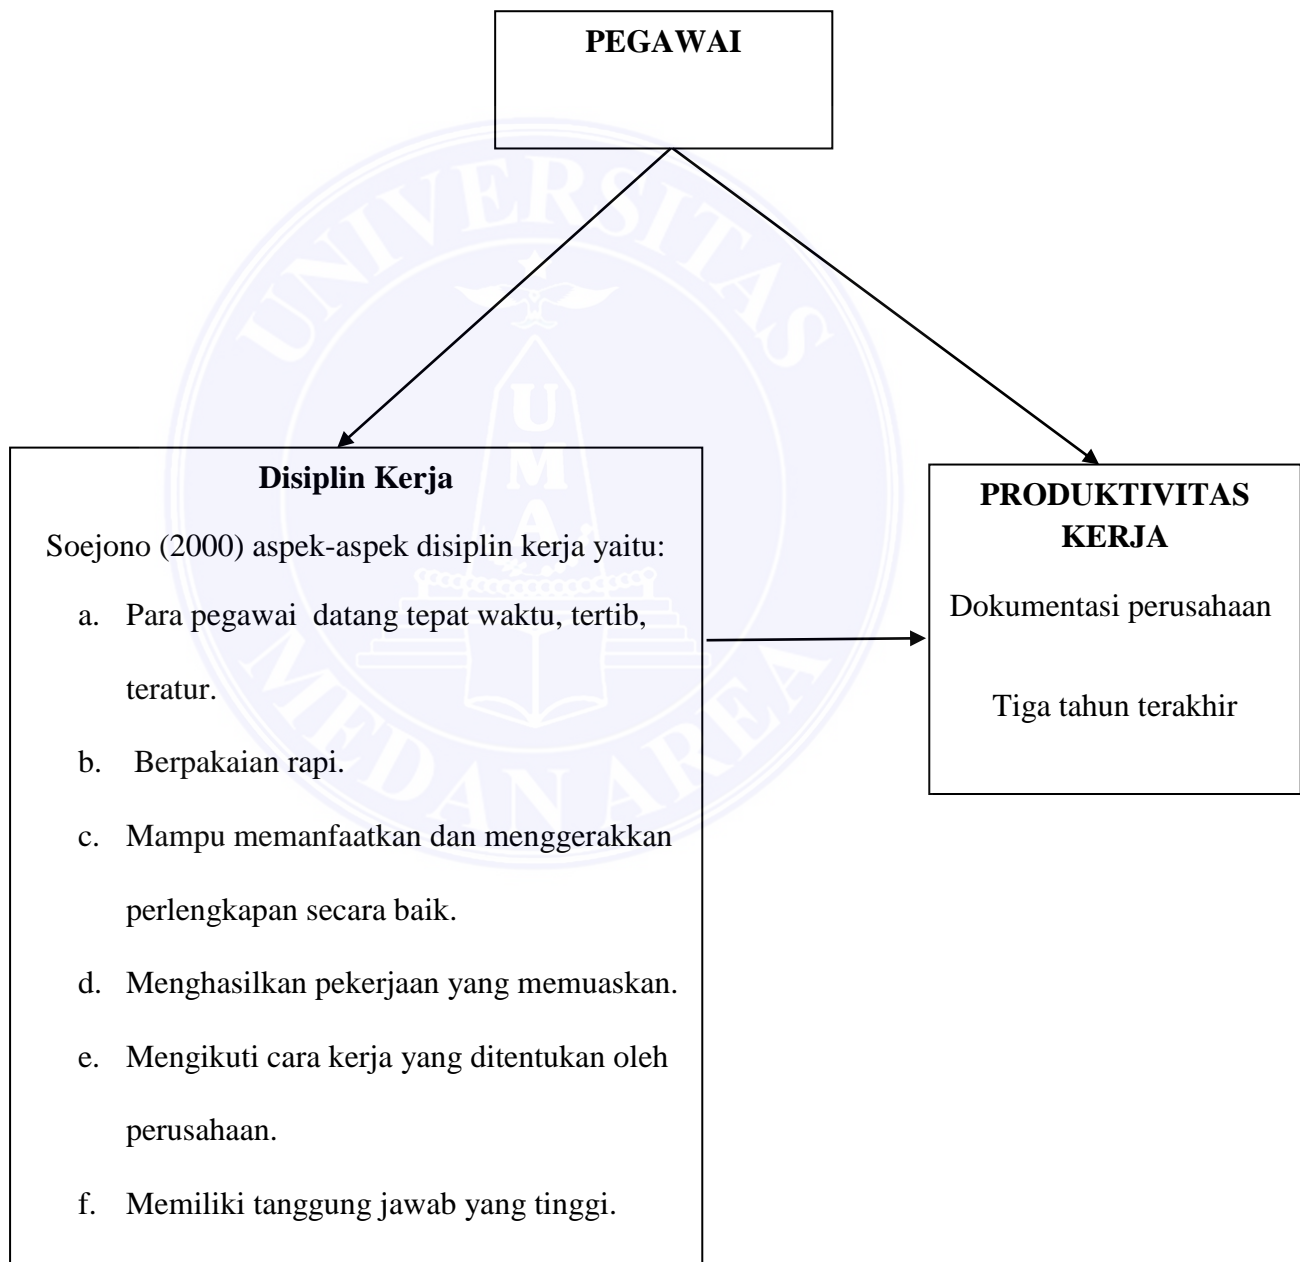 PEGAWAI
UNIVERSITAS
MEDAN AREA
U
M
A
Disiplin Kerja
Soejono (2000) aspek-aspek disiplin kerja yaitu:
a. Para pegawai datang tepat waktu, tertib,
teratur.
b. Berpakaian rapi.
c. Mampu memanfaatkan dan menggerakkan
perlengkapan secara baik.
d. Menghasilkan pekerjaan yang memuaskan.
e. Mengikuti cara kerja yang ditentukan oleh
perusahaan.
f. Memiliki tanggung jawab yang tinggi.
PRODUKTIVITAS
KERJA
Dokumentasi perusahaan
Tiga tahun terakhir